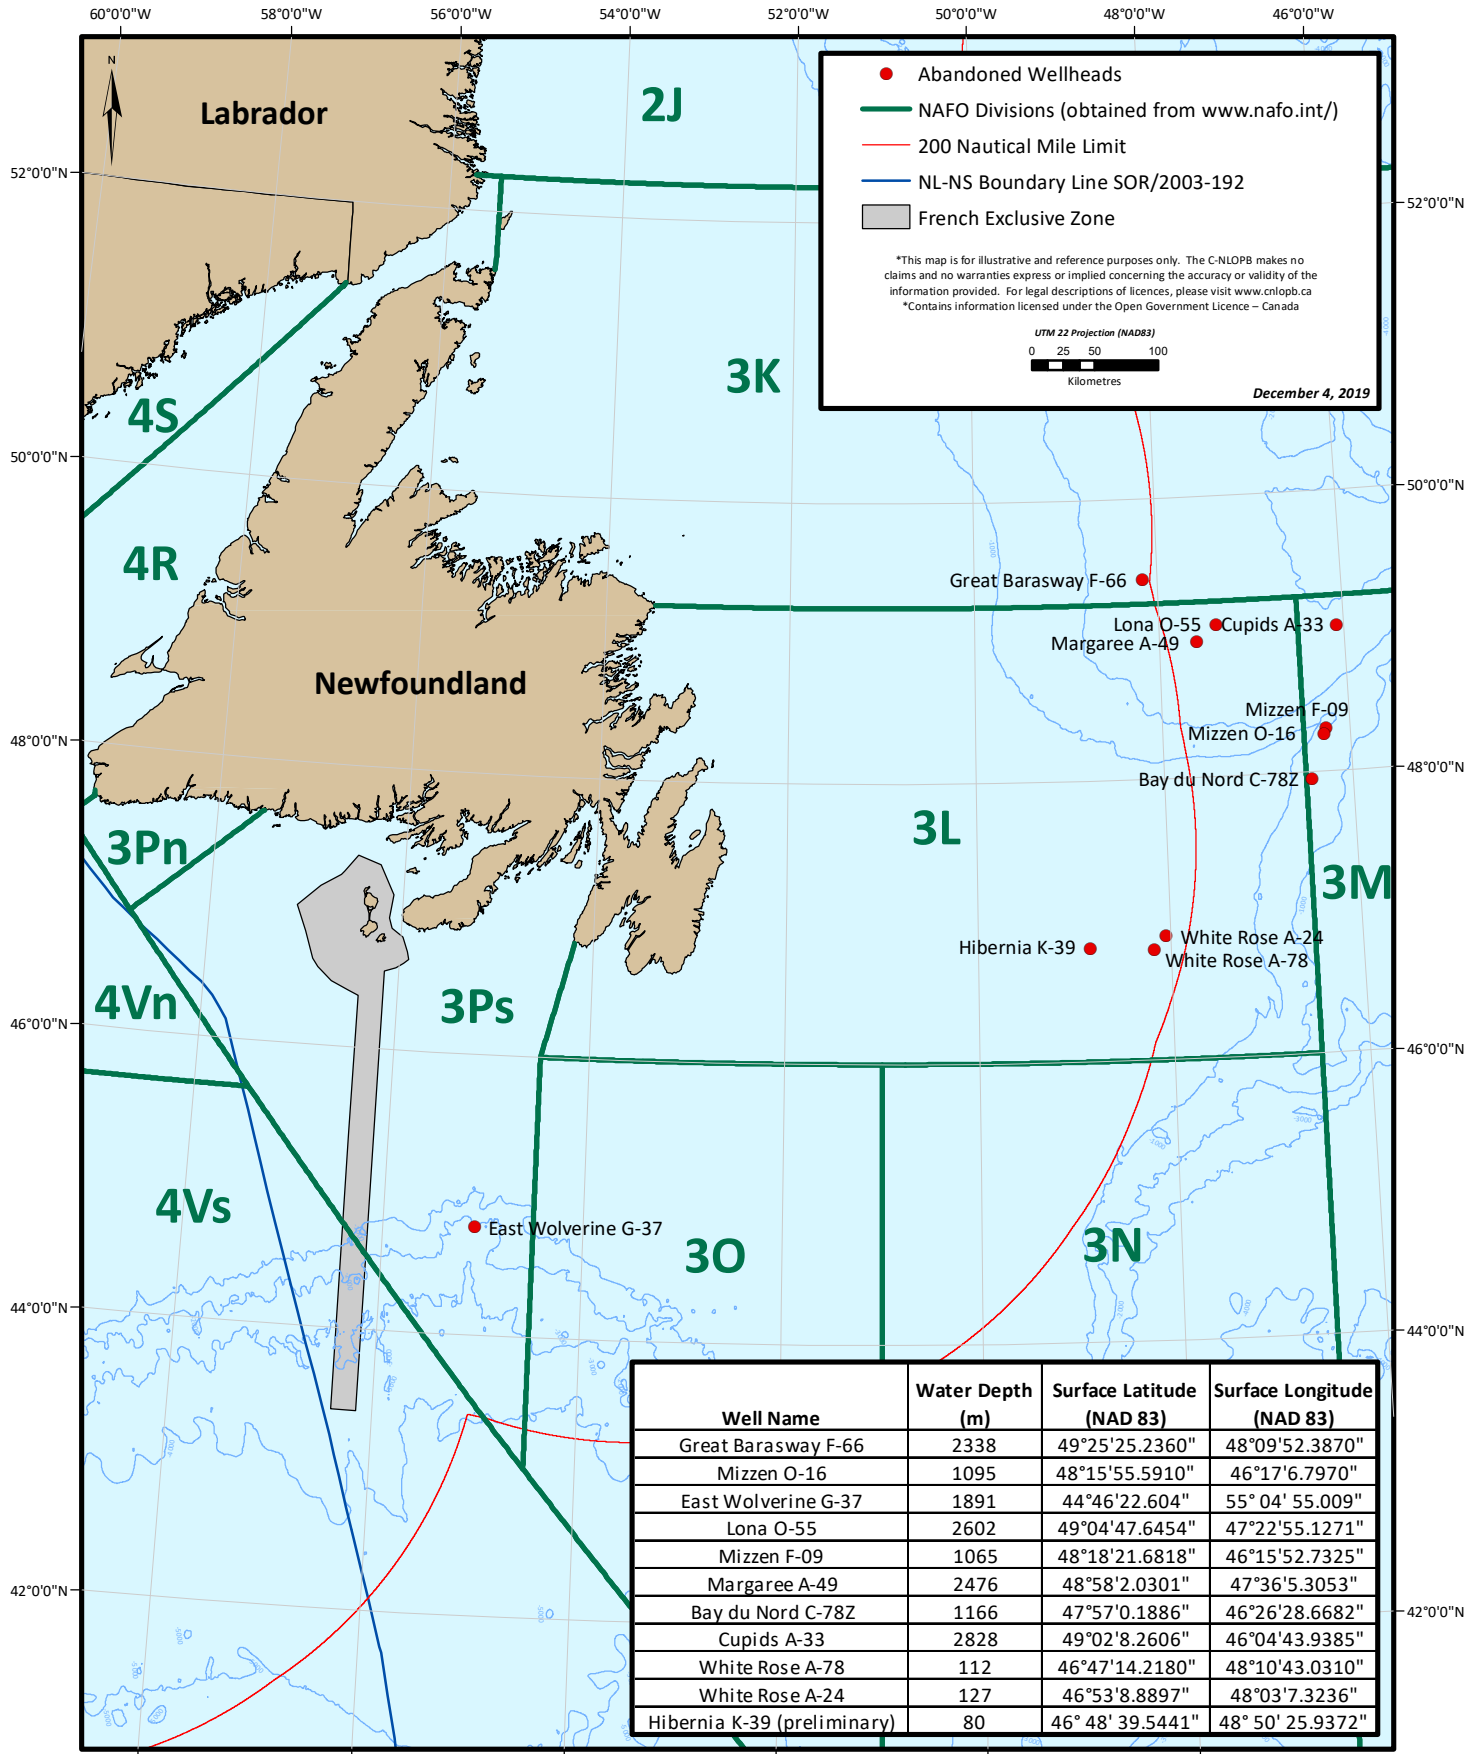 60°0'0"W 58°0'0"W 56°0'0"W 54°0'0"W 52°0'0"W 50°0'0"W 48°0'0"W 46°0'0"W
N
Labrador
2J
Abandoned Wellheads
NAFO Divisions (obtained from www.nafo.int/)
200 Nautical Mile Limit
NL-NS Boundary Line SOR/2003-192
French Exclusive Zone
*This map is for illustrative and reference purposes only. The C-NLOPB makes no
claims and no warranties express or implied concerning the accuracy or validity of the
information provided. For legal descriptions of licences, please visit www.cnlopb.ca
*Contains information licensed under the Open Government Licence – Canada
UTM 22 Projection (NAD83)
0 25 50 100
Kilometres
December 4, 2019
52°0'0"N
52°0'0"N
3K
4S
50°0'0"N
50°0'0"N
4R
Great Barasway F-66
Lona O-55
Cupids A-33
Margaree A-49
Newfoundland
Mizzen F-09
Mizzen O-16
48°0'0"N
48°0'0"N
Bay du Nord C-78Z
3L
3Pn
3M
White Rose A-24
Hibernia K-39
White Rose A-78
4Vn
3Ps
46°0'0"N
46°0'0"N
4Vs
East Wolverine G-37
3O
3N
44°0'0"N
44°0'0"N
Well Name Water Depth (m) Surface Latitude (NAD 83) Surface Longitude (NAD 83)
Great Barasway F-66 2338 49°25'25.2360" 48°09'52.3870"
Mizzen O-16 1095 48°15'55.5910" 46°17'6.7970"
East Wolverine G-37 1891 44°46'22.604" 55° 04' 55.009"
Lona O-55 2602 49°04'47.6454" 47°22'55.1271"
Mizzen F-09 1065 48°18'21.6818" 46°15'52.7325"
Margaree A-49 2476 48°58'2.0301" 47°36'5.3053"
Bay du Nord C-78Z 1166 47°57'0.1886" 46°26'28.6682"
Cupids A-33 2828 49°02'8.2606" 46°04'43.9385"
White Rose A-78 112 46°47'14.2180" 48°10'43.0310"
White Rose A-24 127 46°53'8.8897" 48°03'7.3236"
Hibernia K-39 (preliminary) 80 46° 48' 39.5441" 48° 50' 25.9372"
42°0'0"N
42°0'0"N